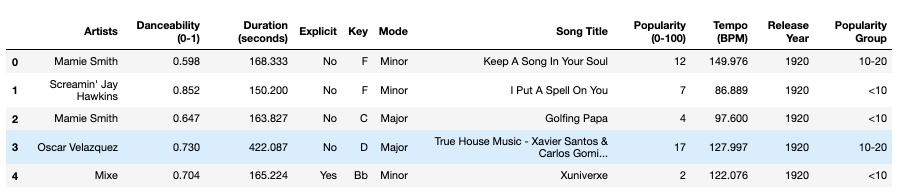 Artists Danceability (0-1) Duration (seconds) Explicit Key Mode Song Title Popularity (0-100) Tempo (BPM) Release Year Popularity Group
0 Mamie Smith 0.598 168.333 No F Minor Keep A Song In Your Soul 12 149.976 1920 10-20
1 Screamin' Jay Hawkins 0.852 150.200 No F Minor I Put A Spell On You 7 86.889 1920 <10
2 Mamie Smith 0.647 163.827 No C Major Golfing Papa 4 97.600 1920 <10
3 Oscar Velazquez 0.730 422.087 No D Major True House Music - Xavier Santos & Carlos Gomi... 17 127.997 1920 10-20
4 Mixe 0.704 165.224 Yes Bb Minor Xuniverxe 2 122.076 1920 <10